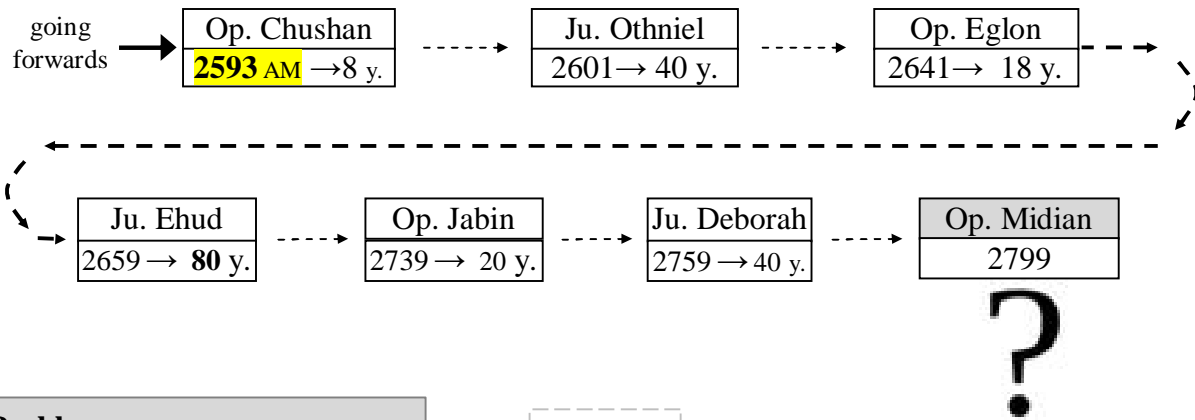 going
forwards
Op. Chushan
2593 AM →8 y.
Ju. Othniel
2601→ 40 y.
Op. Eglon
2641→ 18 y.
Ju. Ehud
2659 → 80 y.
Op. Jabin
2739 → 20 y.
Ju. Deborah
2759 → 40 y.
Op. Midian
2799
?